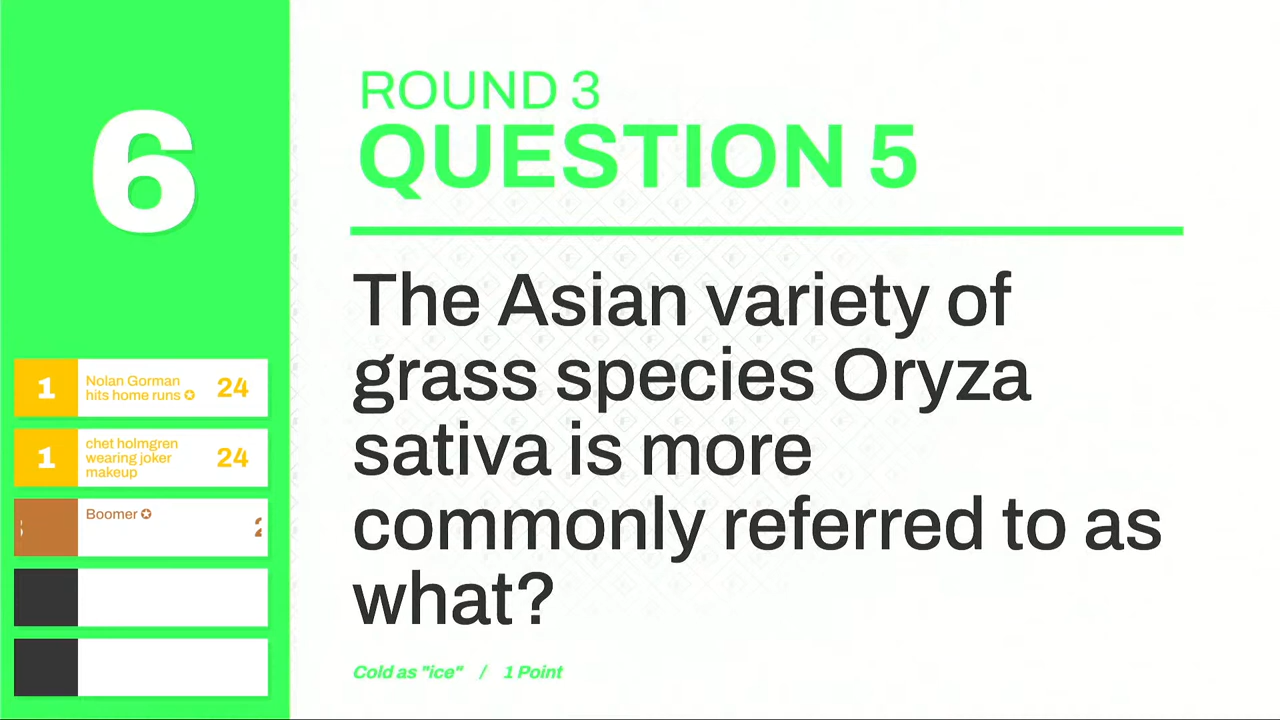 6
ROUND 3
QUESTION 5
The Asian variety of
grass species Oryza
sativa is more
commonly referred to as
what?
Cold as "ice" / 1 Point
1 Nolan Gorman
hits home runs ✪ 24
1 chet holmgren
wearing joker
makeup 24
Boomer ✪